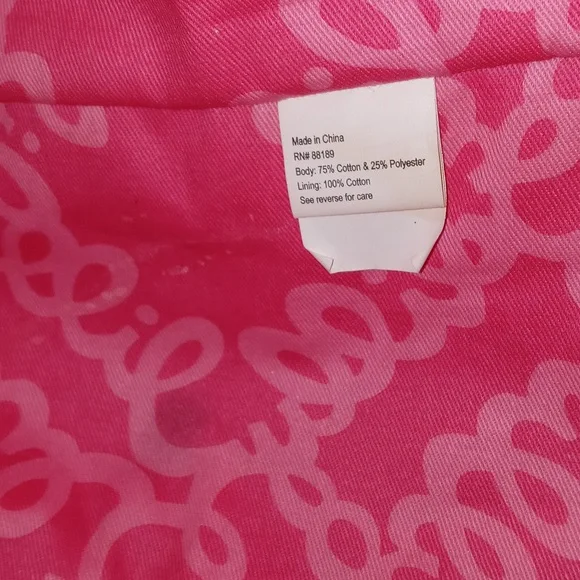 Made in China
RN# 88189
Body: 75% Cotton & 25% Polyester
Lining: 100% Cotton
See reverse for care